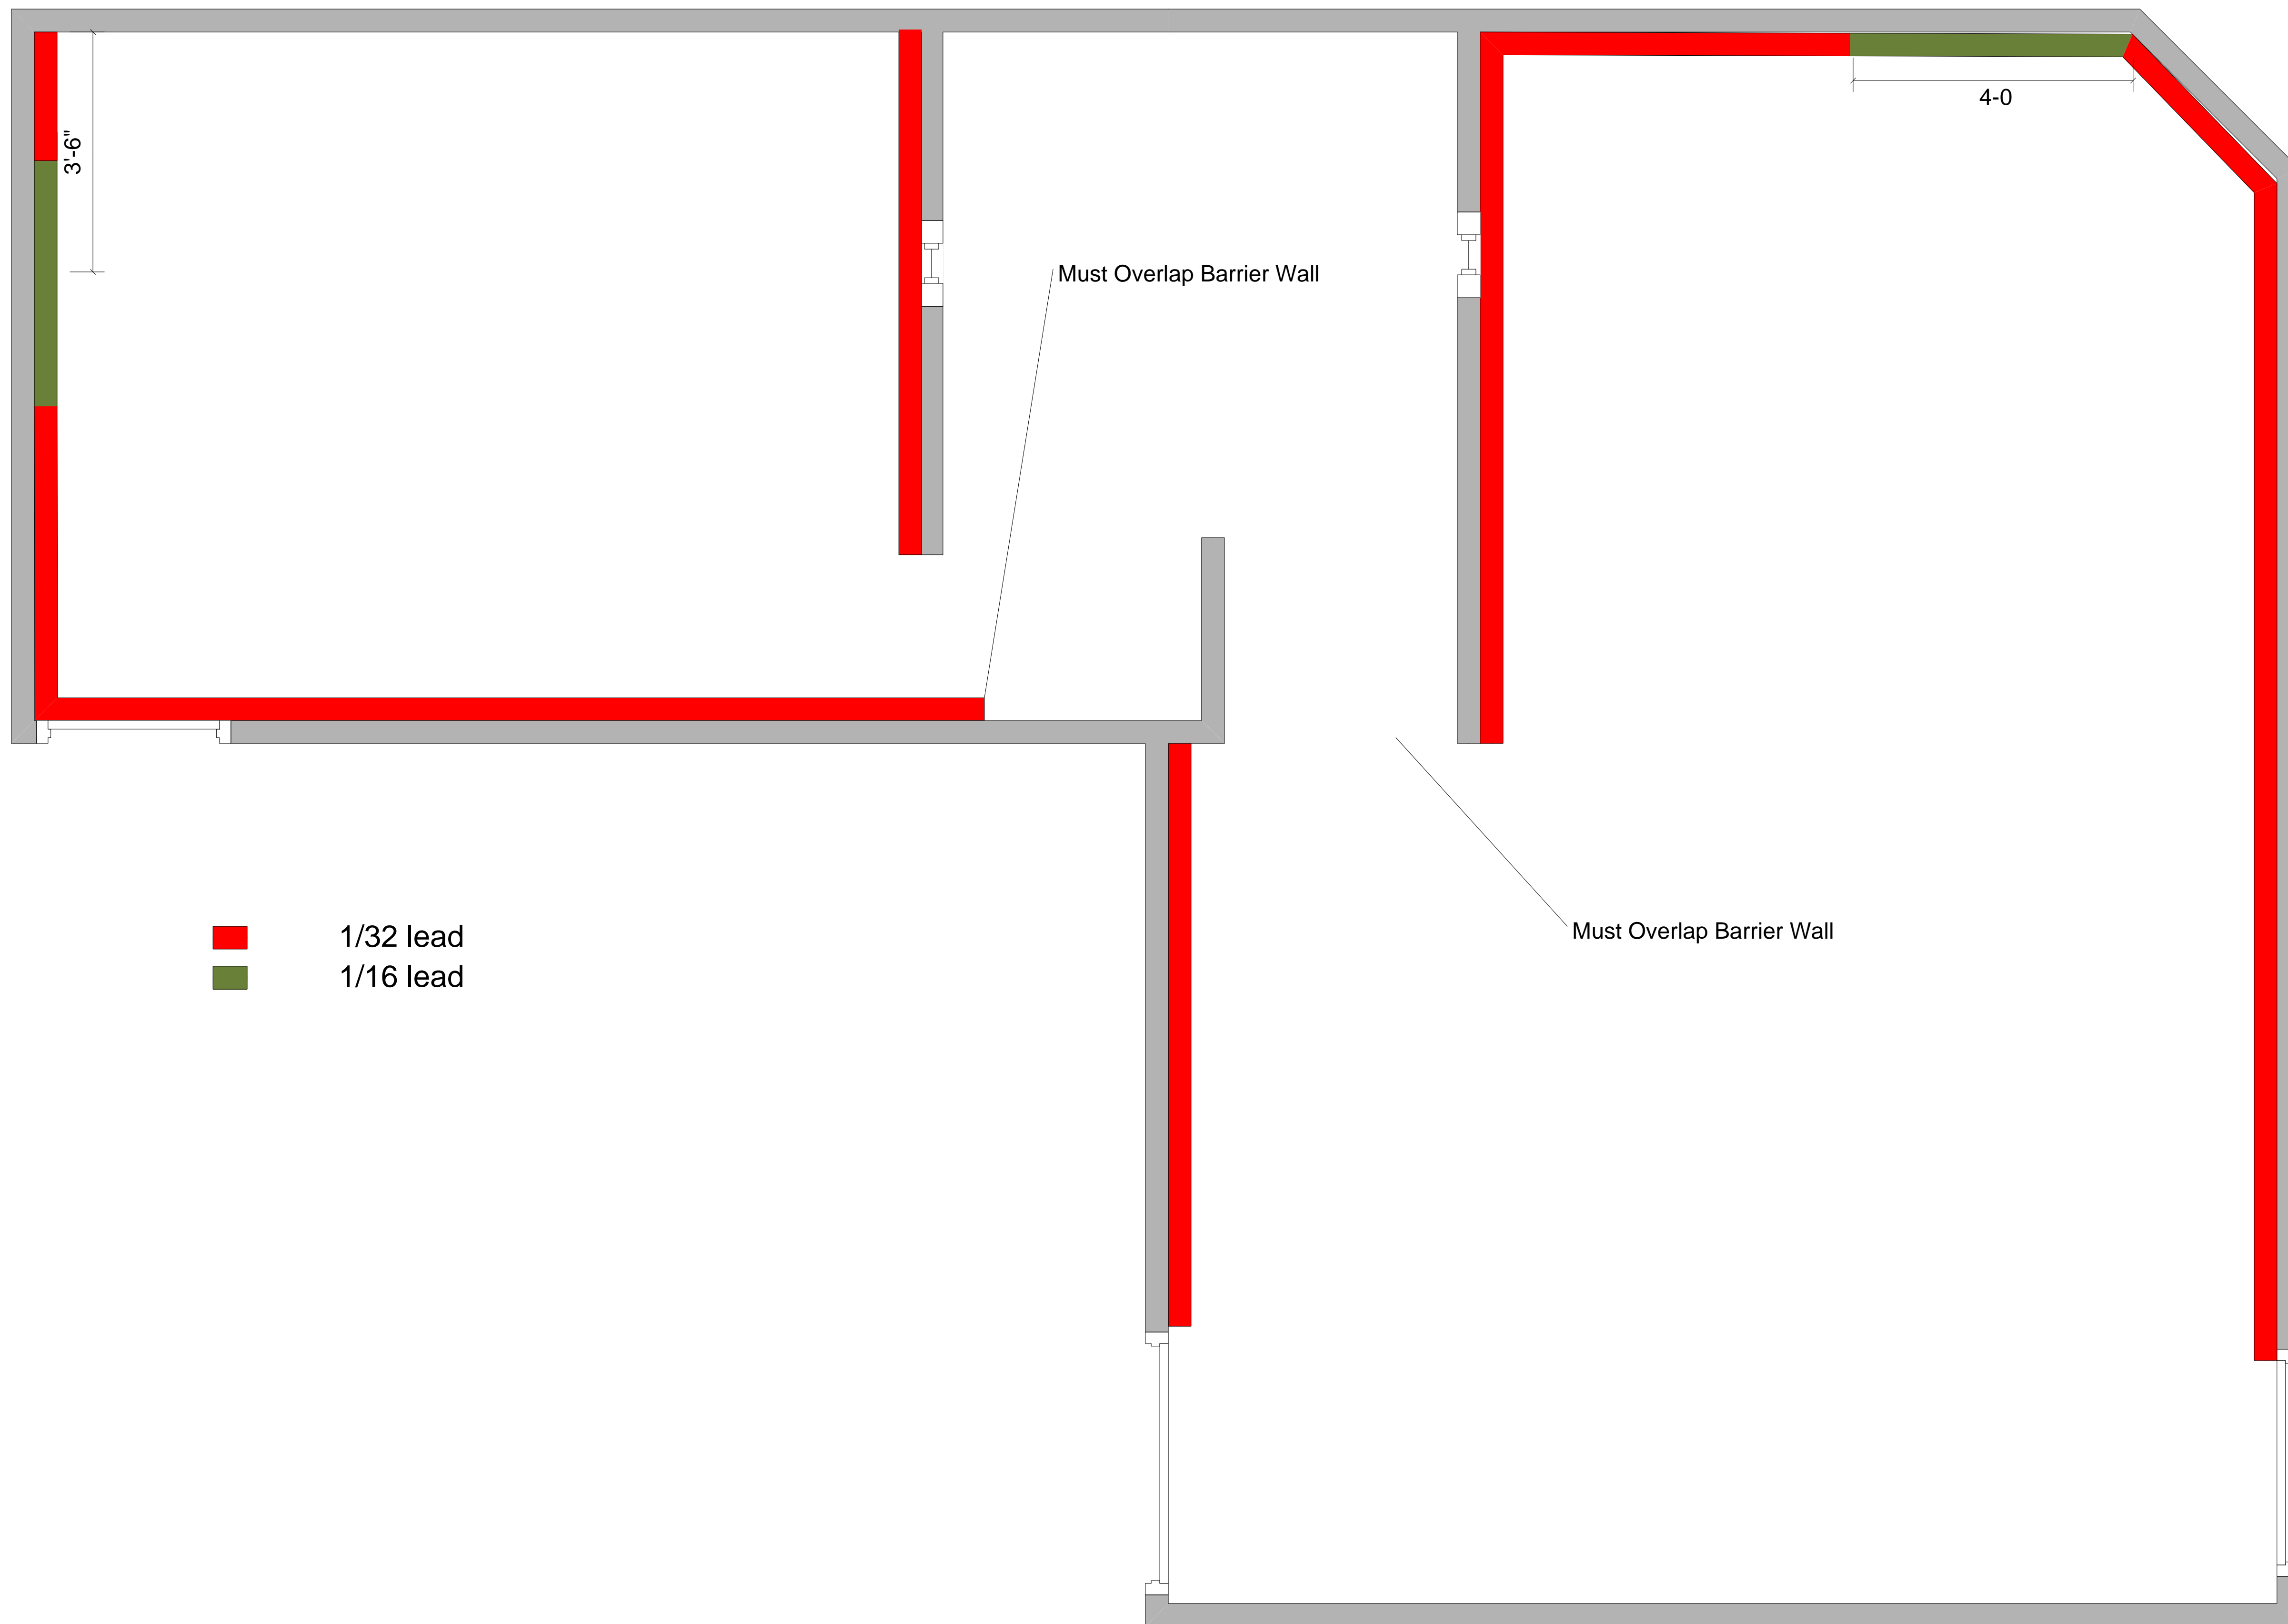 4-0
3'-6"
Must Overlap Barrier Wall
Must Overlap Barrier Wall
1/32 lead
1/16 lead